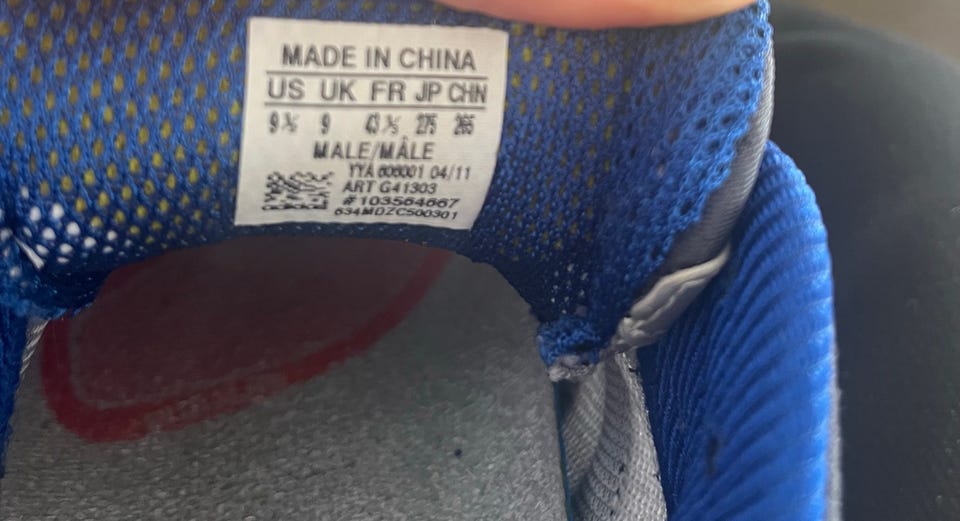 MADE IN CHINA
US UK FR JP CHN
9½ 9 43⅓ 275 265
MALE/MÂLE
YYA 606001 04/11
ART G41303
#103564667
634MDZC500301